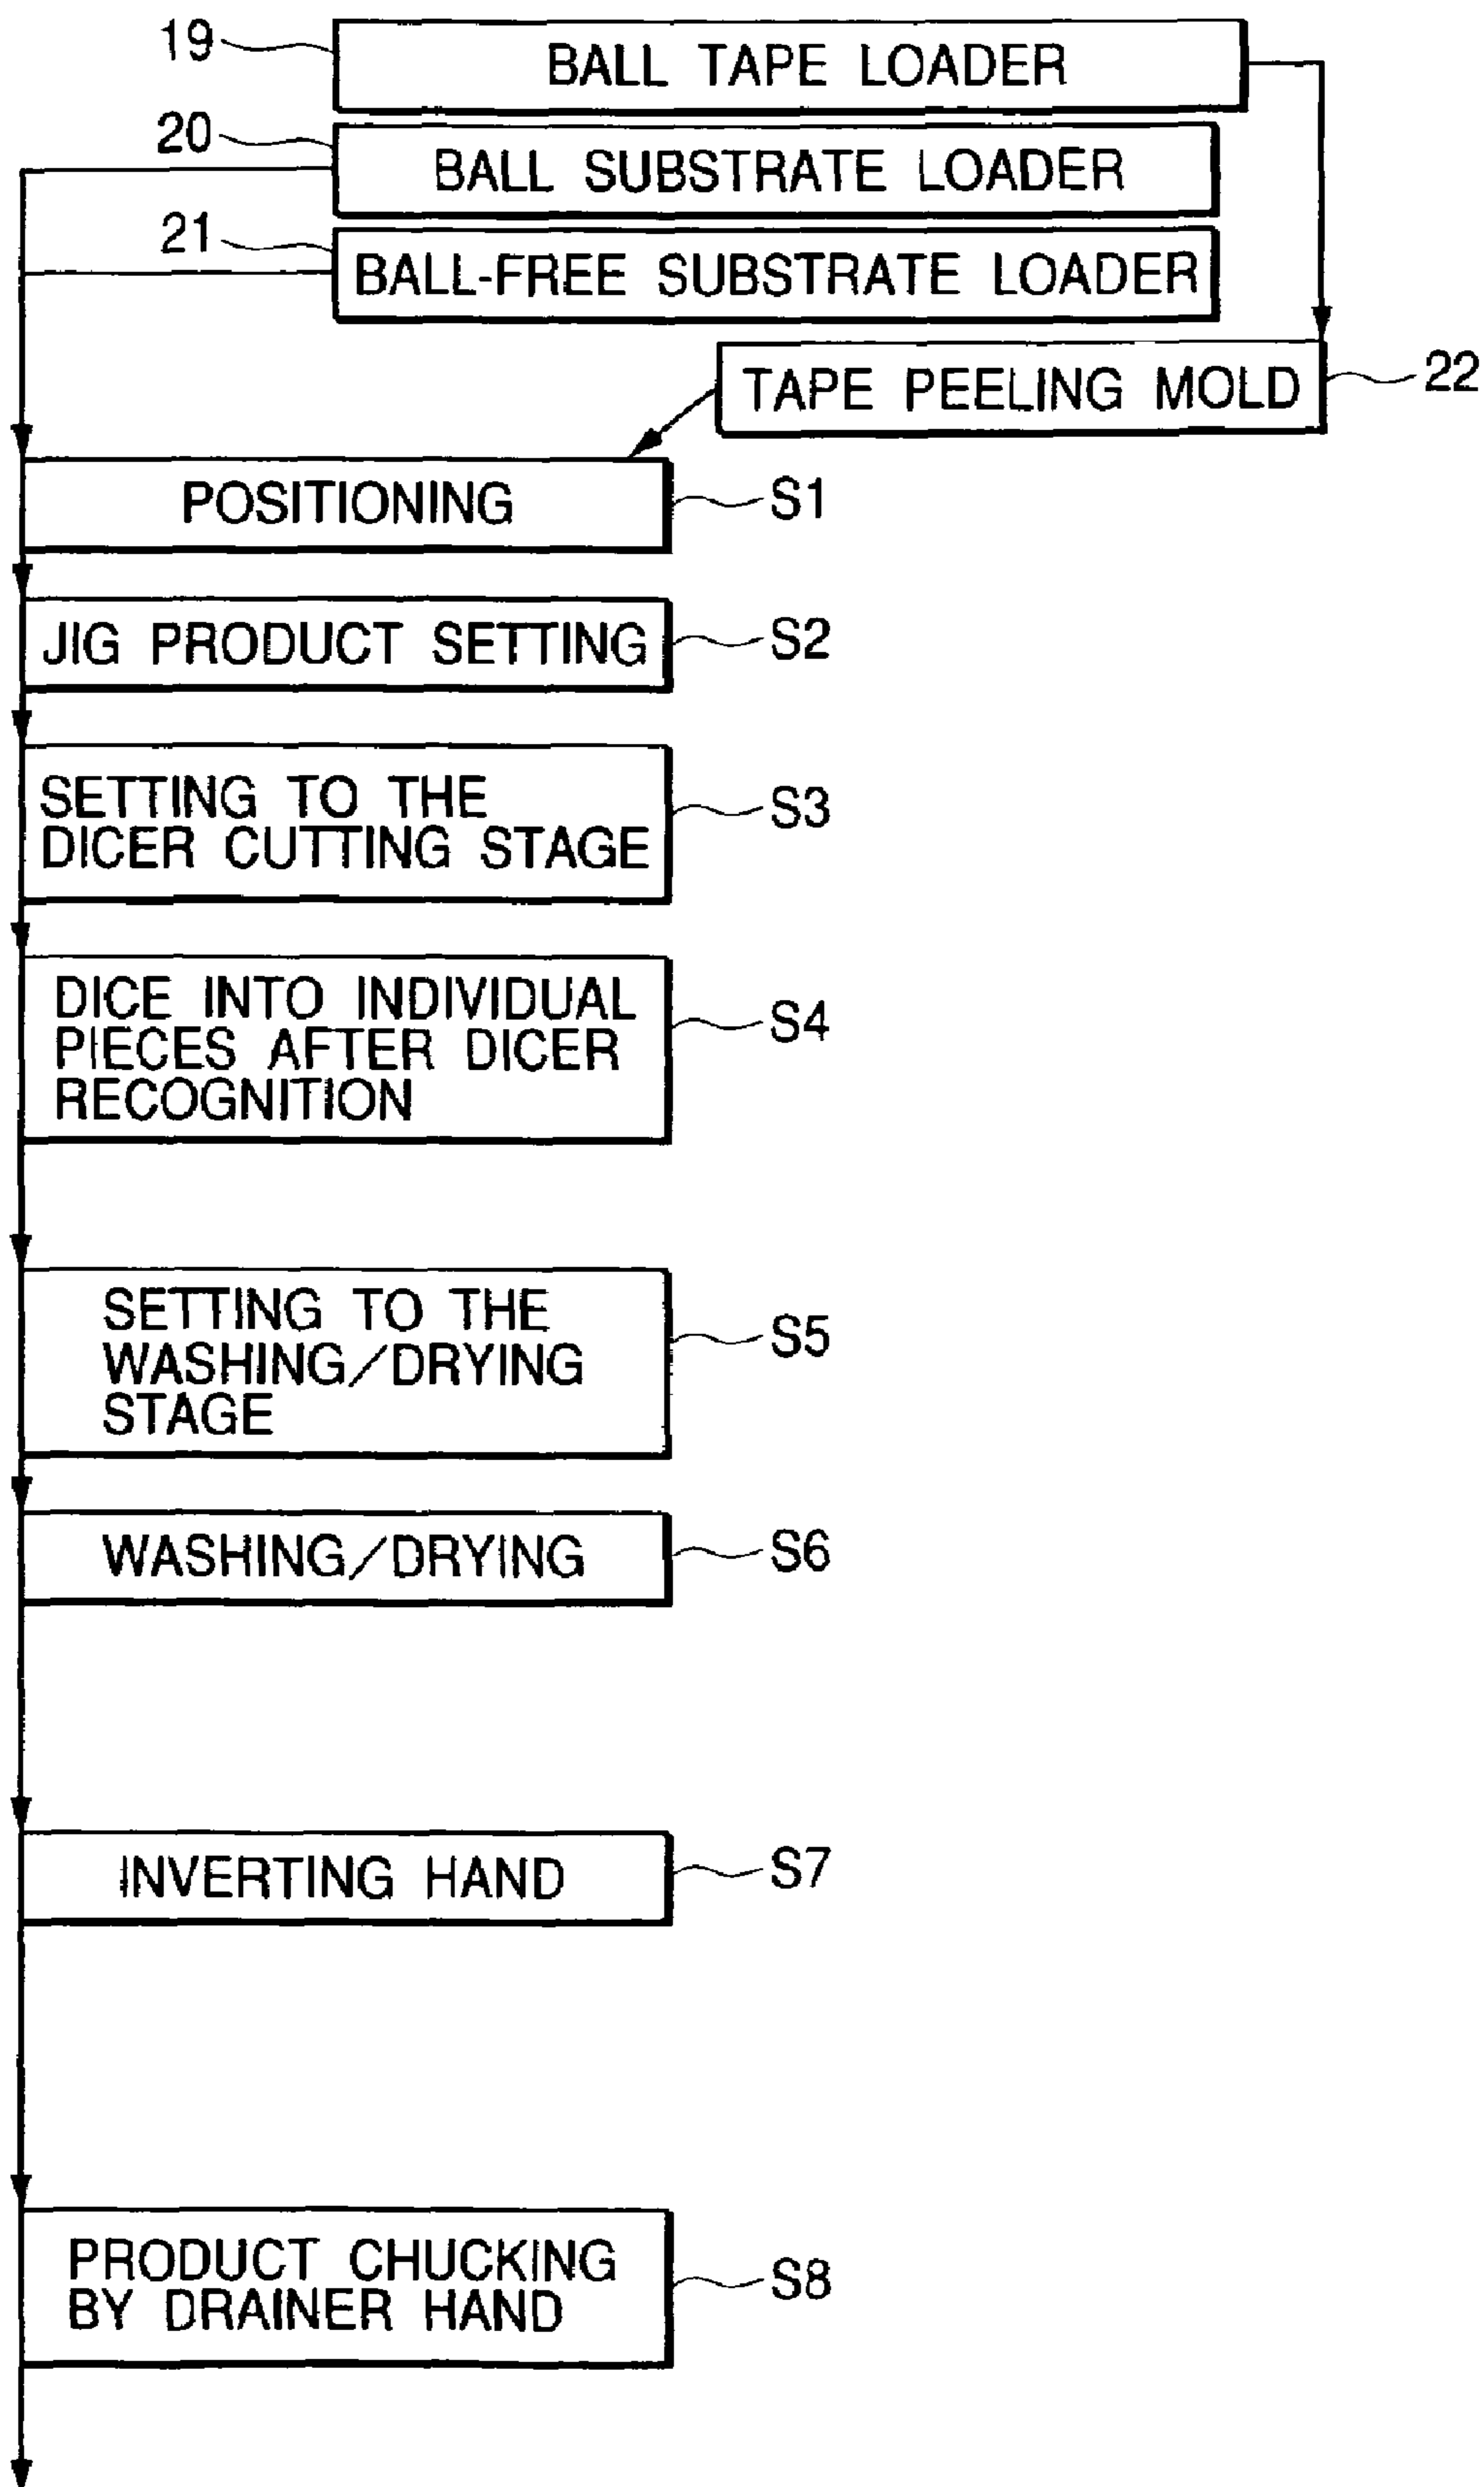 19
BALL TAPE LOADER
20
BALL SUBSTRATE LOADER
21
BALL-FREE SUBSTRATE LOADER
TAPE PEELING MOLD
22
POSITIONING
S1
JIG PRODUCT SETTING
S2
SETTING TO THE
DICER CUTTING STAGE
S3
DICE INTO INDIVIDUAL
PIECES AFTER DICER
RECOGNITION
S4
SETTING TO THE
WASHING/DRYING
STAGE
S5
WASHING/DRYING
S6
INVERTING HAND
S7
PRODUCT CHUCKING
BY DRAINER HAND
S8